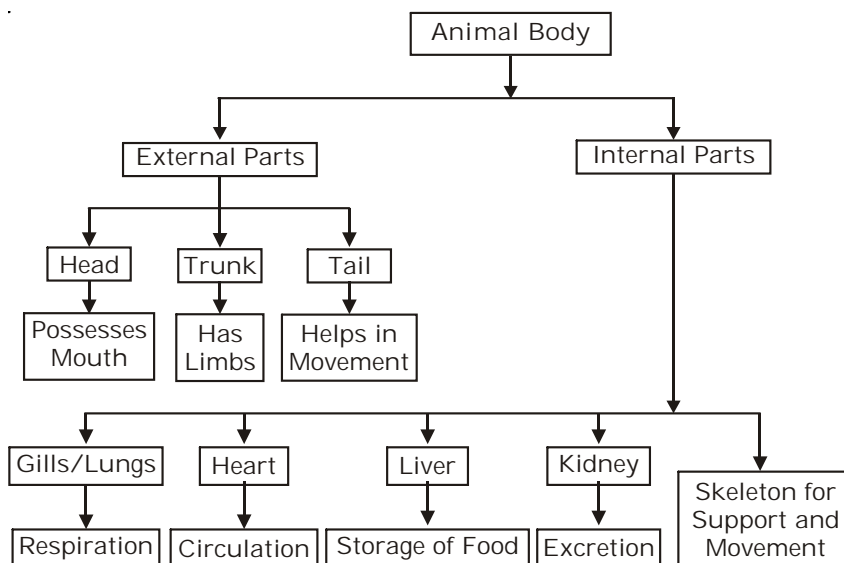 Animal Body
External Parts
Internal Parts
Head
Trunk
Tail
Possesses
Mouth
Has
Limbs
Helps in
Movement
Gills/Lungs
Heart
Liver
Kidney
Skeleton for
Support and
Movement
Respiration
Circulation
Storage of Food
Excretion